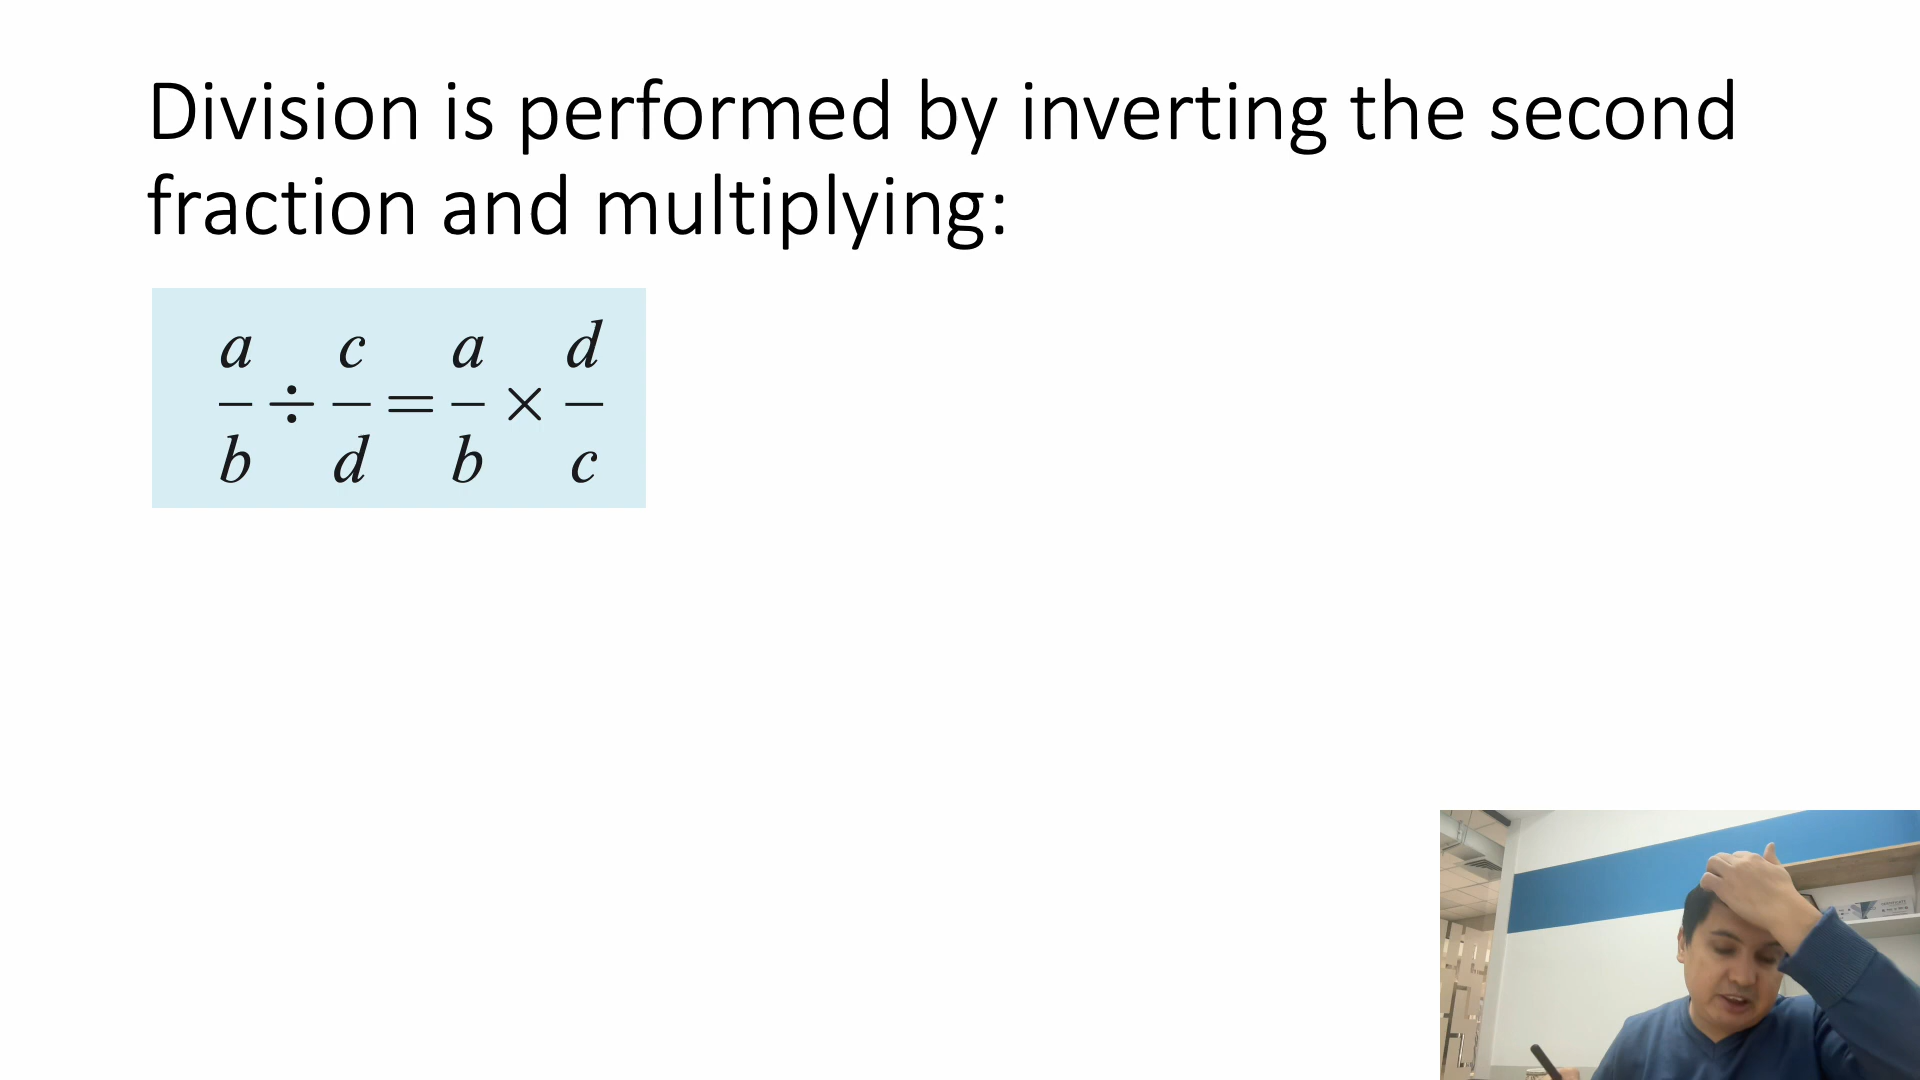 Division is performed by inverting the second
fraction and multiplying:
a/b ÷ c/d = a/b × d/c